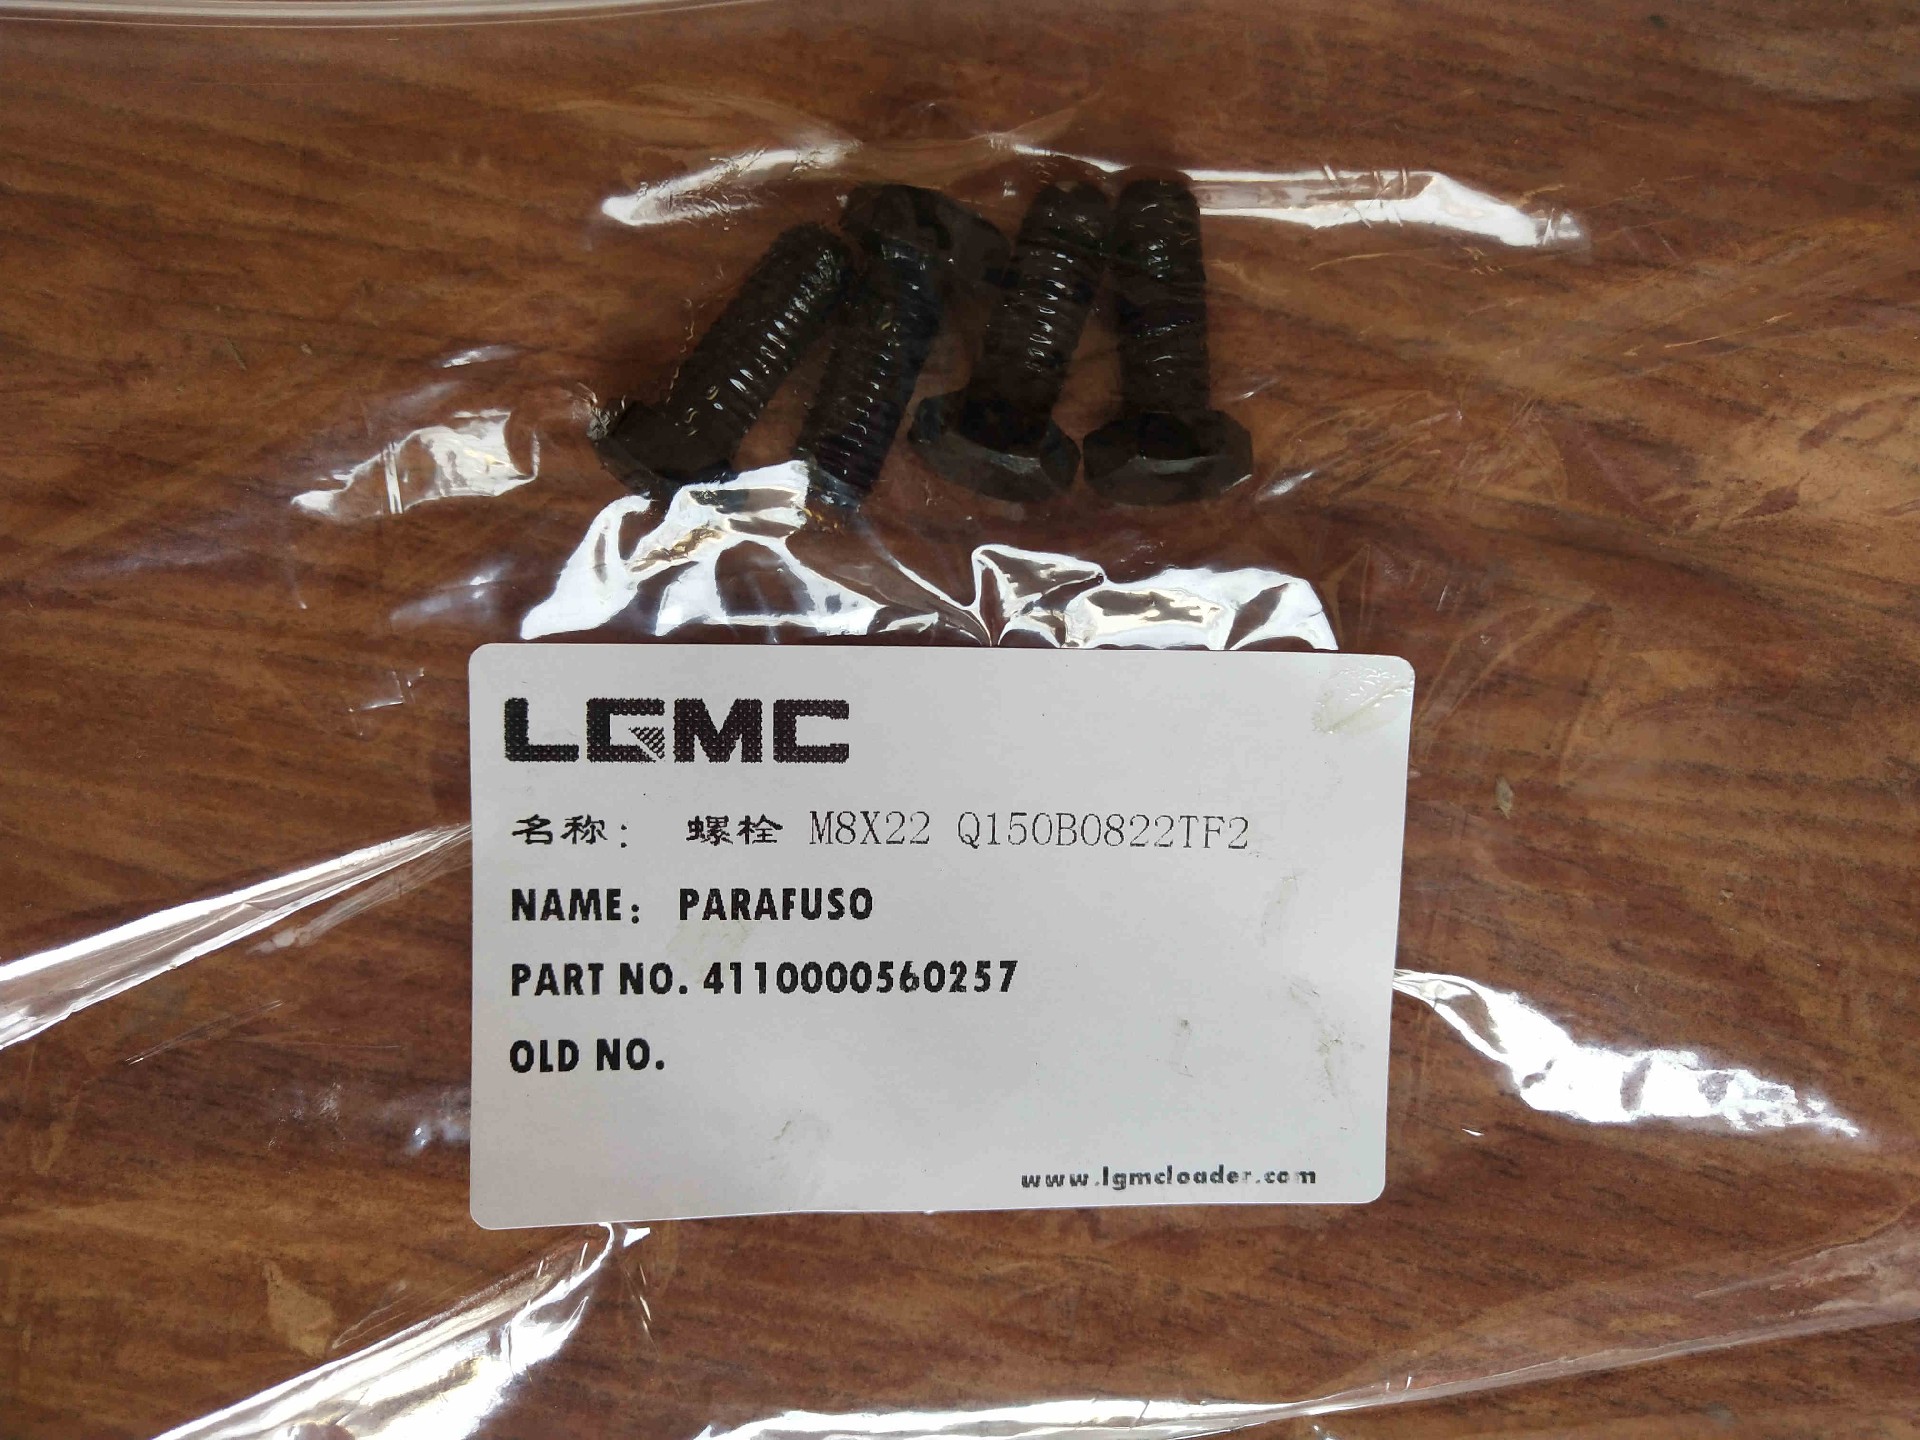 LGMC
名称： 螺栓 M8X22 Q150B0822TF2
NAME： PARAFUSO
PART NO. 4110000560257
OLD NO.
www.lgmcloader.com